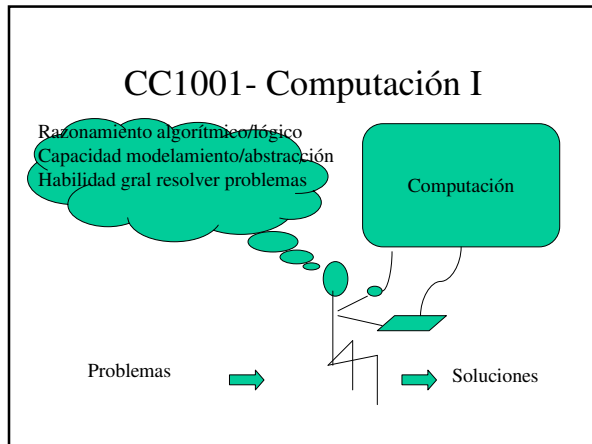 CC1001- Computación I
Razonamiento algorítmico/lógico
Capacidad modelamiento/abstracción
Habilidad gral resolver problemas
Computación
Problemas
Soluciones